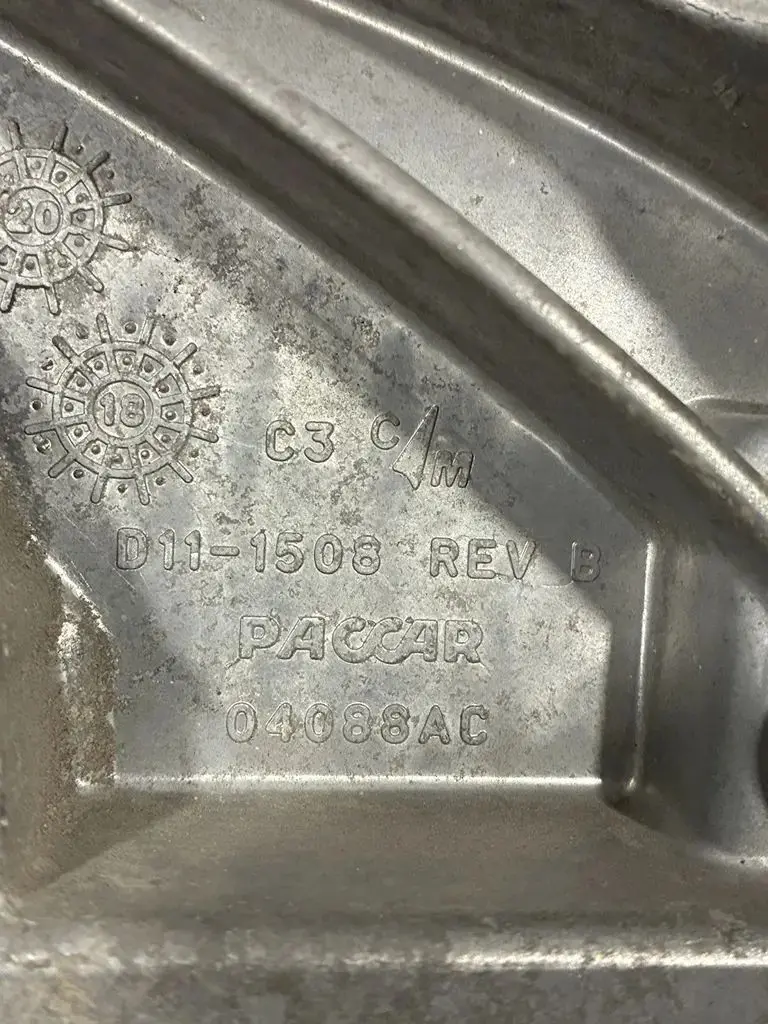 20
18
C3 C M
D11-1508 REV B
PACCAR
04088AC